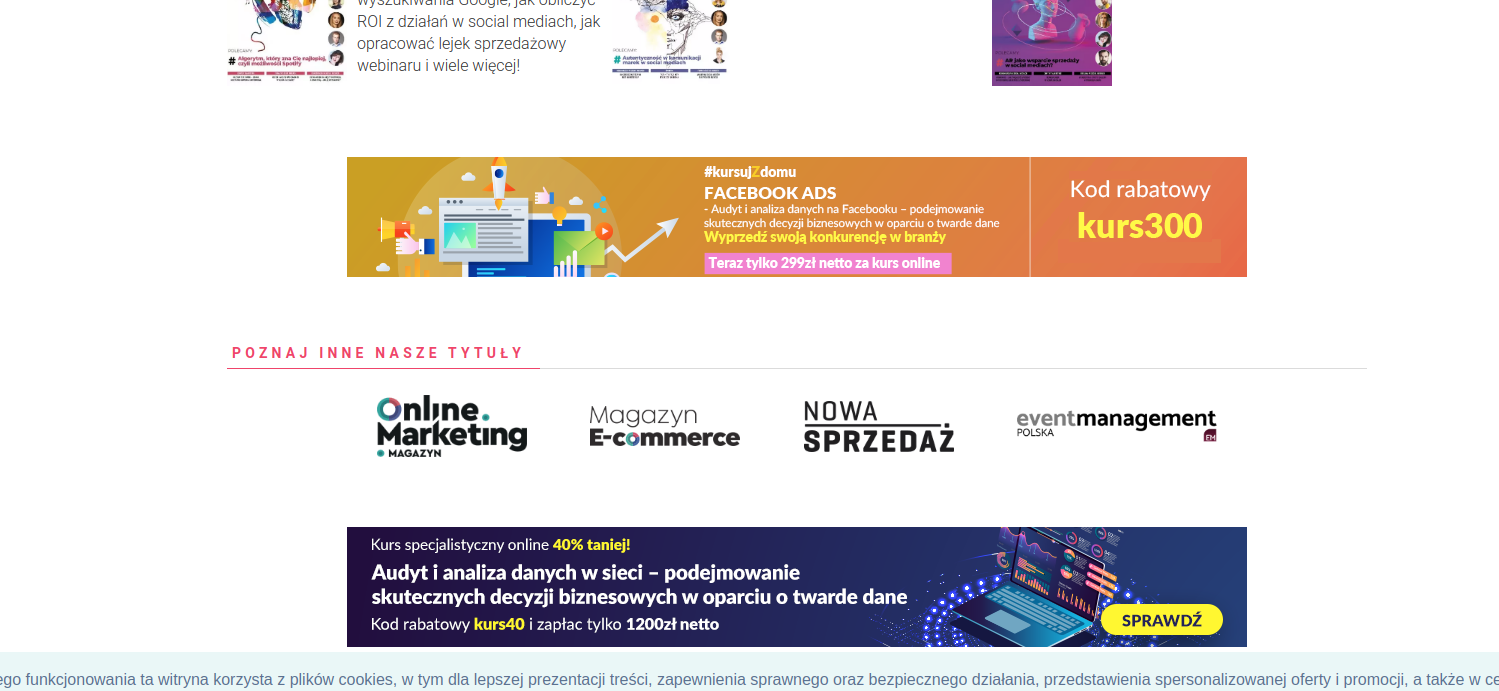 wyszukiwania Google, jak obliczyć
ROI z działań w social mediach, jak
opracować lejek sprzedażowy
webinaru i wiele więcej!
POLECAMY:
# Algorytm, który zna Cię najlepiej,
czyli możliwości Spotify
# Autentyczność w komunikacji
marek w social mediach
# AR jako wsparcie sprzedaży
w social mediach?
#kursujZdomu
FACEBOOK ADS
- Audyt i analiza danych na Facebooku – podejmowanie
skutecznych decyzji biznesowych w oparciu o twarde dane
Wyprzedź swoją konkurencję w branży
Teraz tylko 299zł netto za kurs online
Kod rabatowy
kurs300
POZNAJ INNE NASZE TYTUŁY
Online
Marketing
MAGAZYN
Magazyn
E-commerce
NOWA
SPRZEDAŻ
eventmanagement
POLSKA
EM
Kurs specjalistyczny online 40% taniej!
Audyt i analiza danych w sieci – podejmowanie
skutecznych decyzji biznesowych w oparciu o twarde dane
Kod rabatowy kurs40 i zapłac tylko 1200zł netto
SPRAWDŹ
ego funkcjonowania ta witryna korzysta z plików cookies, w tym dla lepszej prezentacji treści, zapewnienia sprawnego oraz bezpiecznego działania, przedstawienia spersonalizowanej oferty i promocji, a także w ce